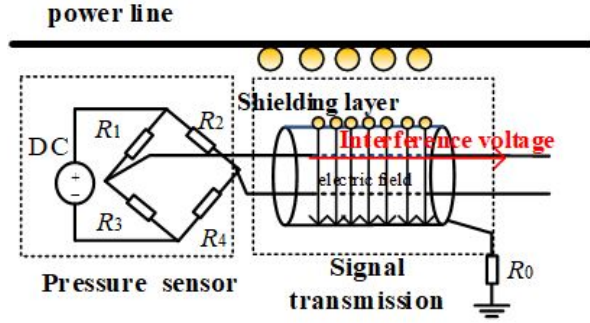 power line
Shielding layer
R1
R2
Interference voltage
DC
+
electric field
−
R3
R4
Signal
transmission
R0
Pressure sensor